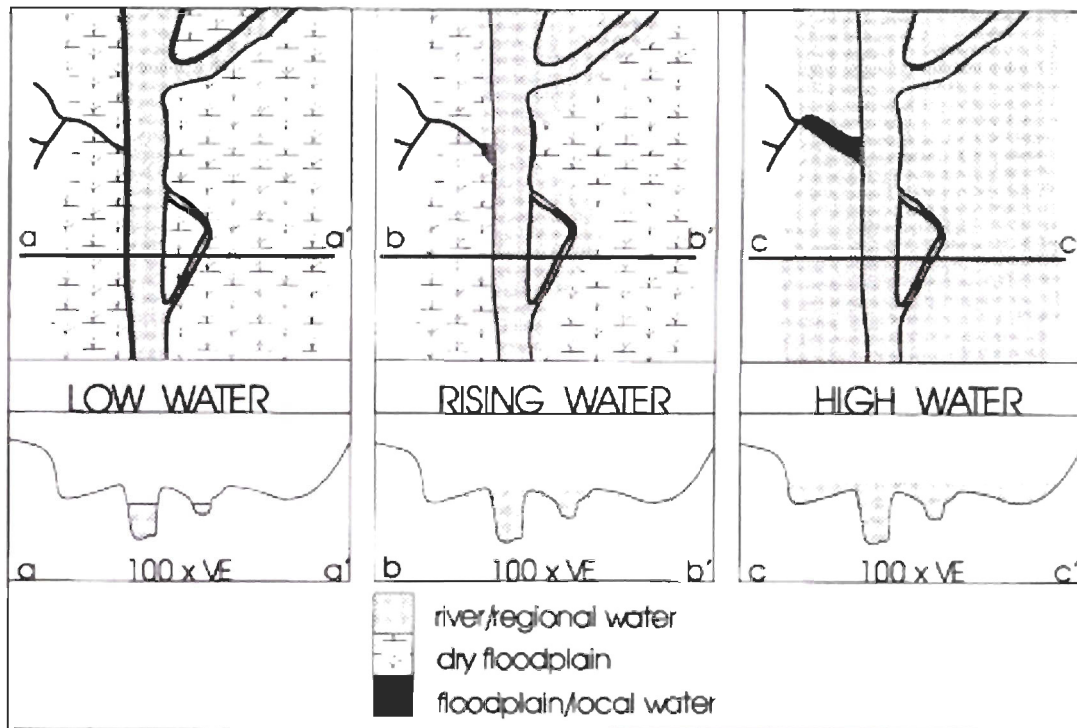 a a'
b b'
c c'
LOW WATER
RISING WATER
HIGH WATER
a 100 x VE a'
b 100 x VE b'
c 100 x VE c'
river/regional water
dry floodplain
floodplain/local water